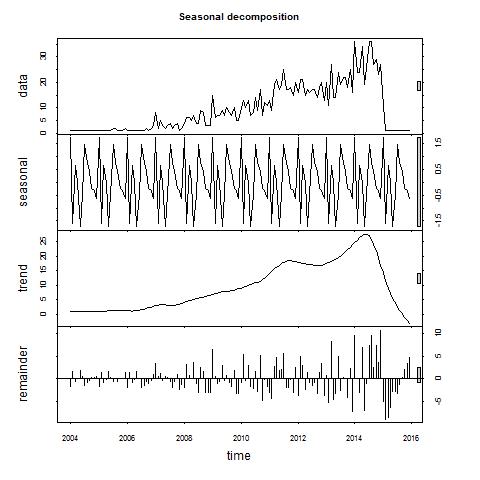 Seasonal decomposition
data
0 5 10 20 30
seasonal
-1.5 -0.5 0.5 1.5
trend
0 5 10 15 20 25
remainder
-5 0 5 10
2004 2006 2008 2010 2012 2014 2016
time